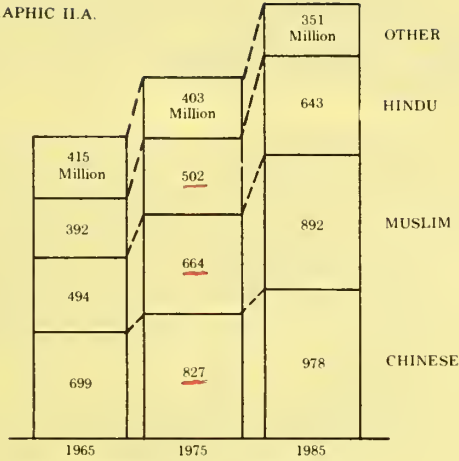 APHIC II.A.
351
Million
OTHER
403
Million
643
HINDU
415
Million
502
392
664
892
MUSLIM
494
699
827
978
CHINESE
1965
1975
1985